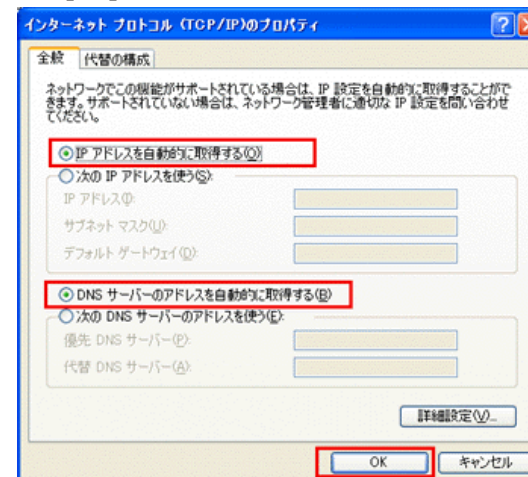 インターネット プロトコル (TCP/IP)のプロパティ
全般 代替の構成
ネットワークでこの機能がサポートされている場合は、IP 設定を自動的に取得することがで
きます。サポートされていない場合は、ネットワーク管理者に適切な IP 設定を問い合わせ
てください。
IP アドレスを自動的に取得する(O)
次の IP アドレスを使う(S):
IP アドレス(I):
サブネット マスク(U):
デフォルト ゲートウェイ(D):
DNS サーバーのアドレスを自動的に取得する(B)
次の DNS サーバーのアドレスを使う(E):
優先 DNS サーバー(P):
代替 DNS サーバー(A):
詳細設定(V)...
OK キャンセル